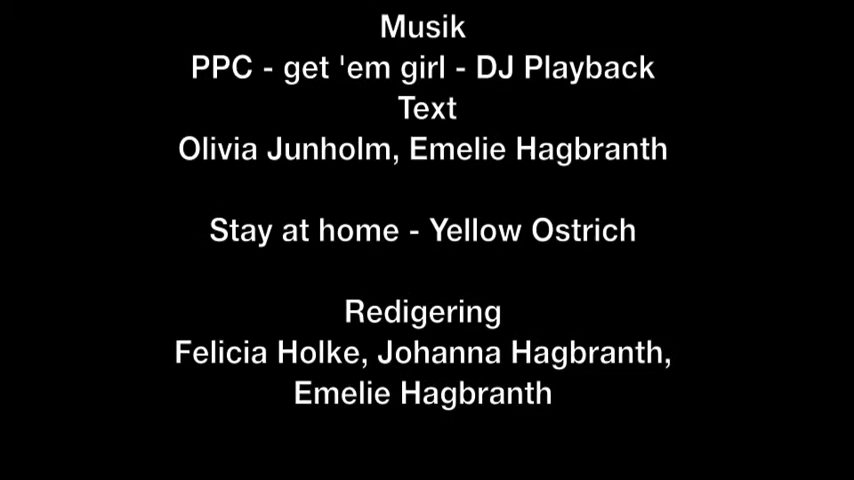 Musik
PPC - get 'em girl - DJ Playback
Text
Olivia Junholm, Emelie Hagbranth
Stay at home - Yellow Ostrich
Redigering
Felicia Holke, Johanna Hagbranth,
Emelie Hagbranth